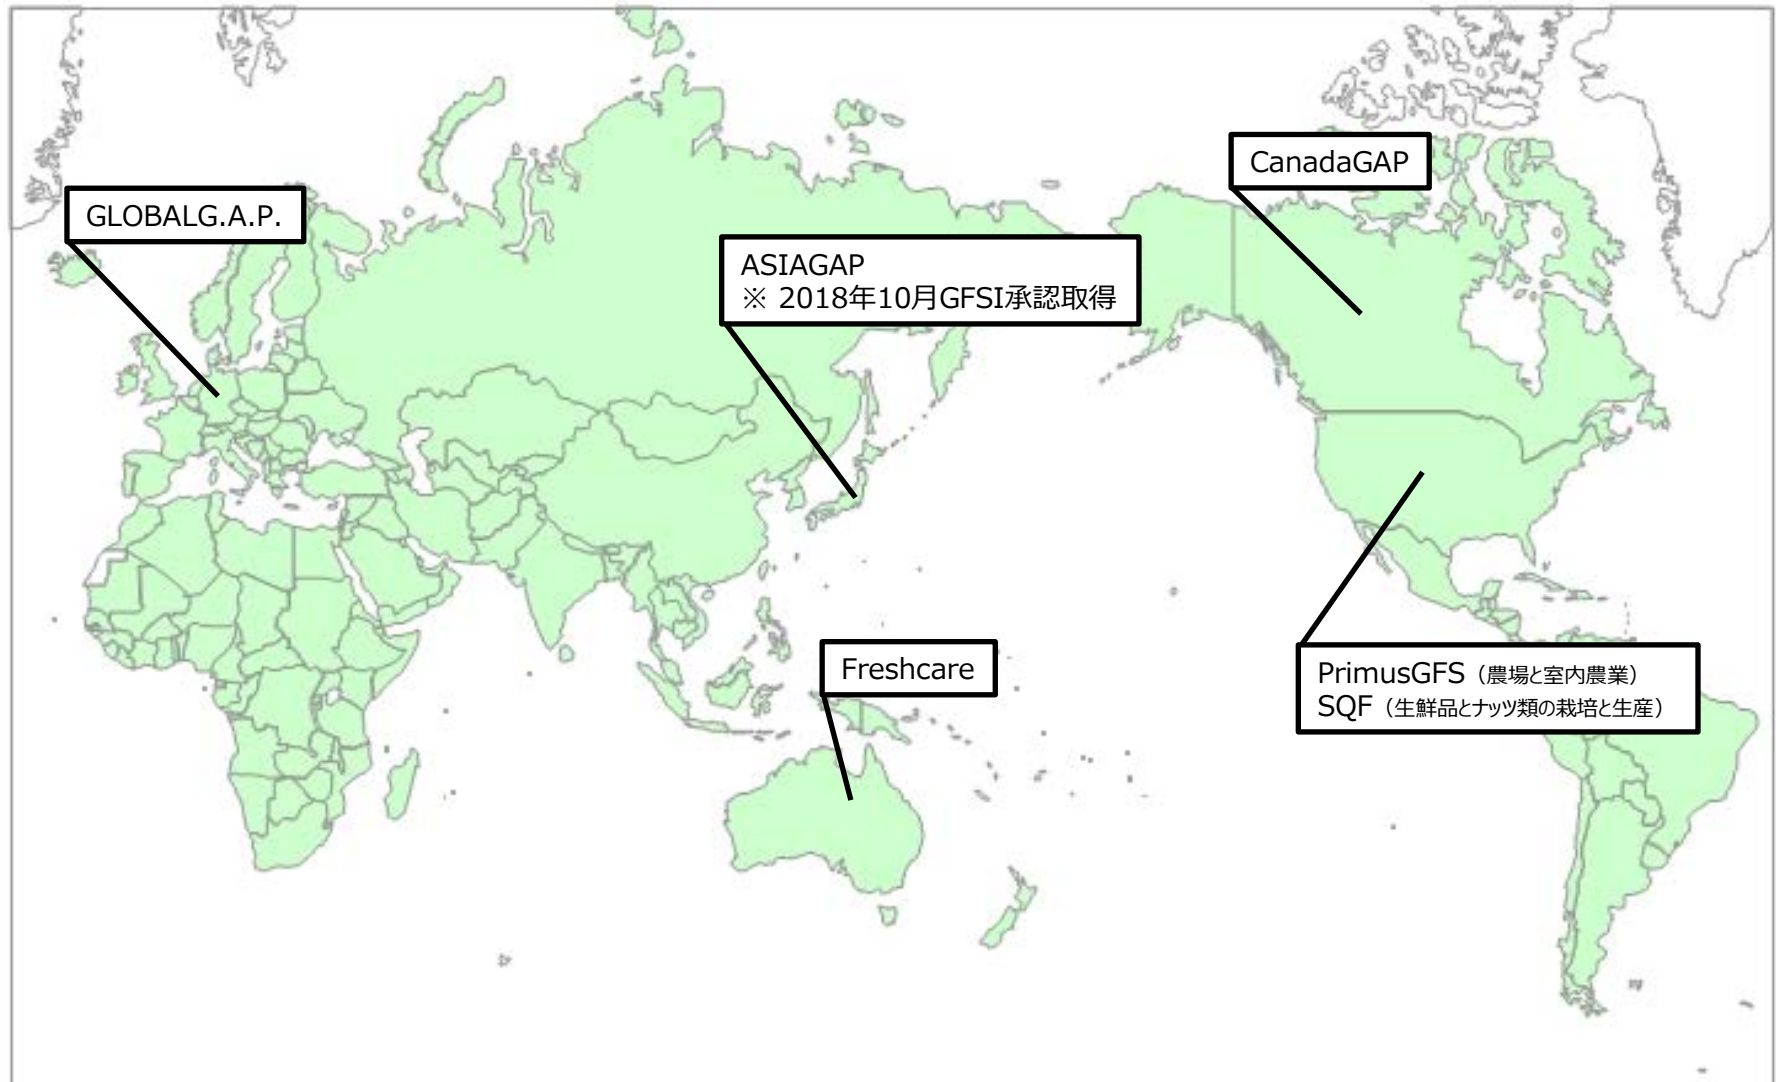 CanadaGAP
GLOBALG.A.P.
ASIAGAP
※ 2018年10月GFSI承認取得
Freshcare
PrimusGFS（農場と室内農業）
SQF（生鮮品とナッツ類の栽培と生産）